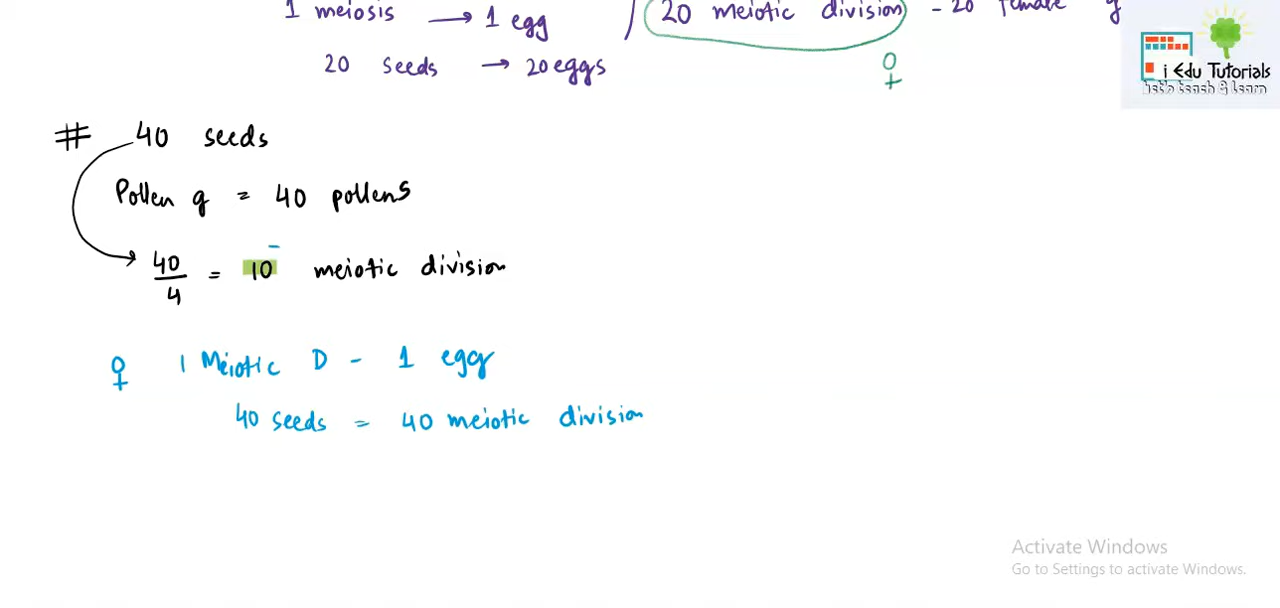 1 meiosis → 1 egg / 20 meiotic division - 20 female g
20 seeds → 20 eggs
♀
i Edu Tutorials
let's teach & learn
# 40 seeds
Pollen g = 40 pollens
40/4 = 10 meiotic division
♀ 1 Meiotic D - 1 egg
40 seeds = 40 meiotic division
Activate Windows
Go to Settings to activate Windows.